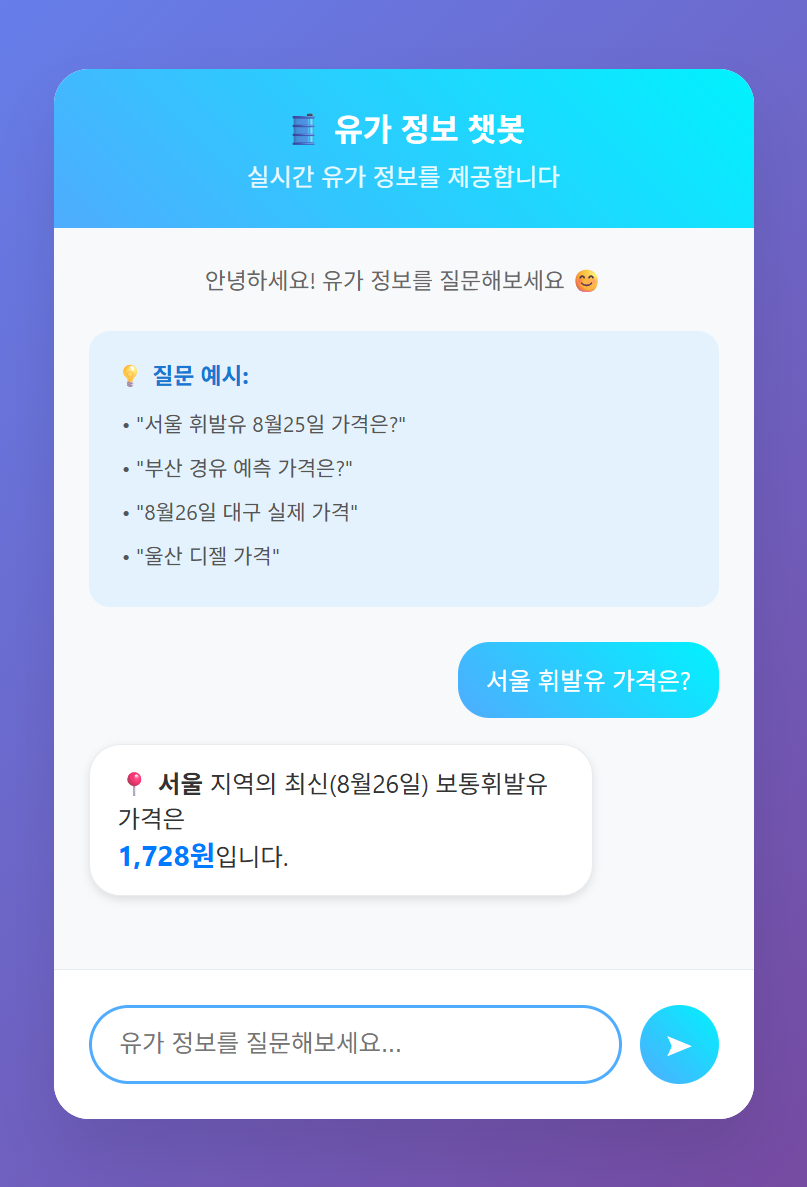 🛢️ 유가 정보 챗봇
실시간 유가 정보를 제공합니다
안녕하세요! 유가 정보를 질문해보세요 😊
💡 질문 예시:
• "서울 휘발유 8월25일 가격은?"
• "부산 경유 예측 가격은?"
• "8월26일 대구 실제 가격"
• "울산 디젤 가격"
서울 휘발유 가격은?
📍 서울 지역의 최신(8월26일) 보통휘발유
가격은
1,728원입니다.
유가 정보를 질문해보세요...